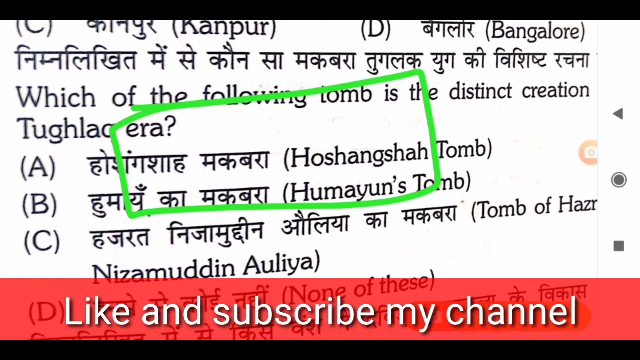 (C) कानपुर (Kanpur) (D) बंगलोर (Bangalore)
निम्नलिखित में से कौन सा मकबरा तुगलक युग की विशिष्ट रचना
Which of the following tomb is the distinct creation
Tughlaq era?
(A) होशंगशाह मकबरा (Hoshangshah Tomb)
(B) हुमायूँ का मकबरा (Humayun's Tomb)
(C) हजरत निजामुद्दीन औलिया का मकबरा (Tomb of Hazr
Nizamuddin Auliya)
(D) (None of these)
Like and subscribe my channel
में से किस के विकास